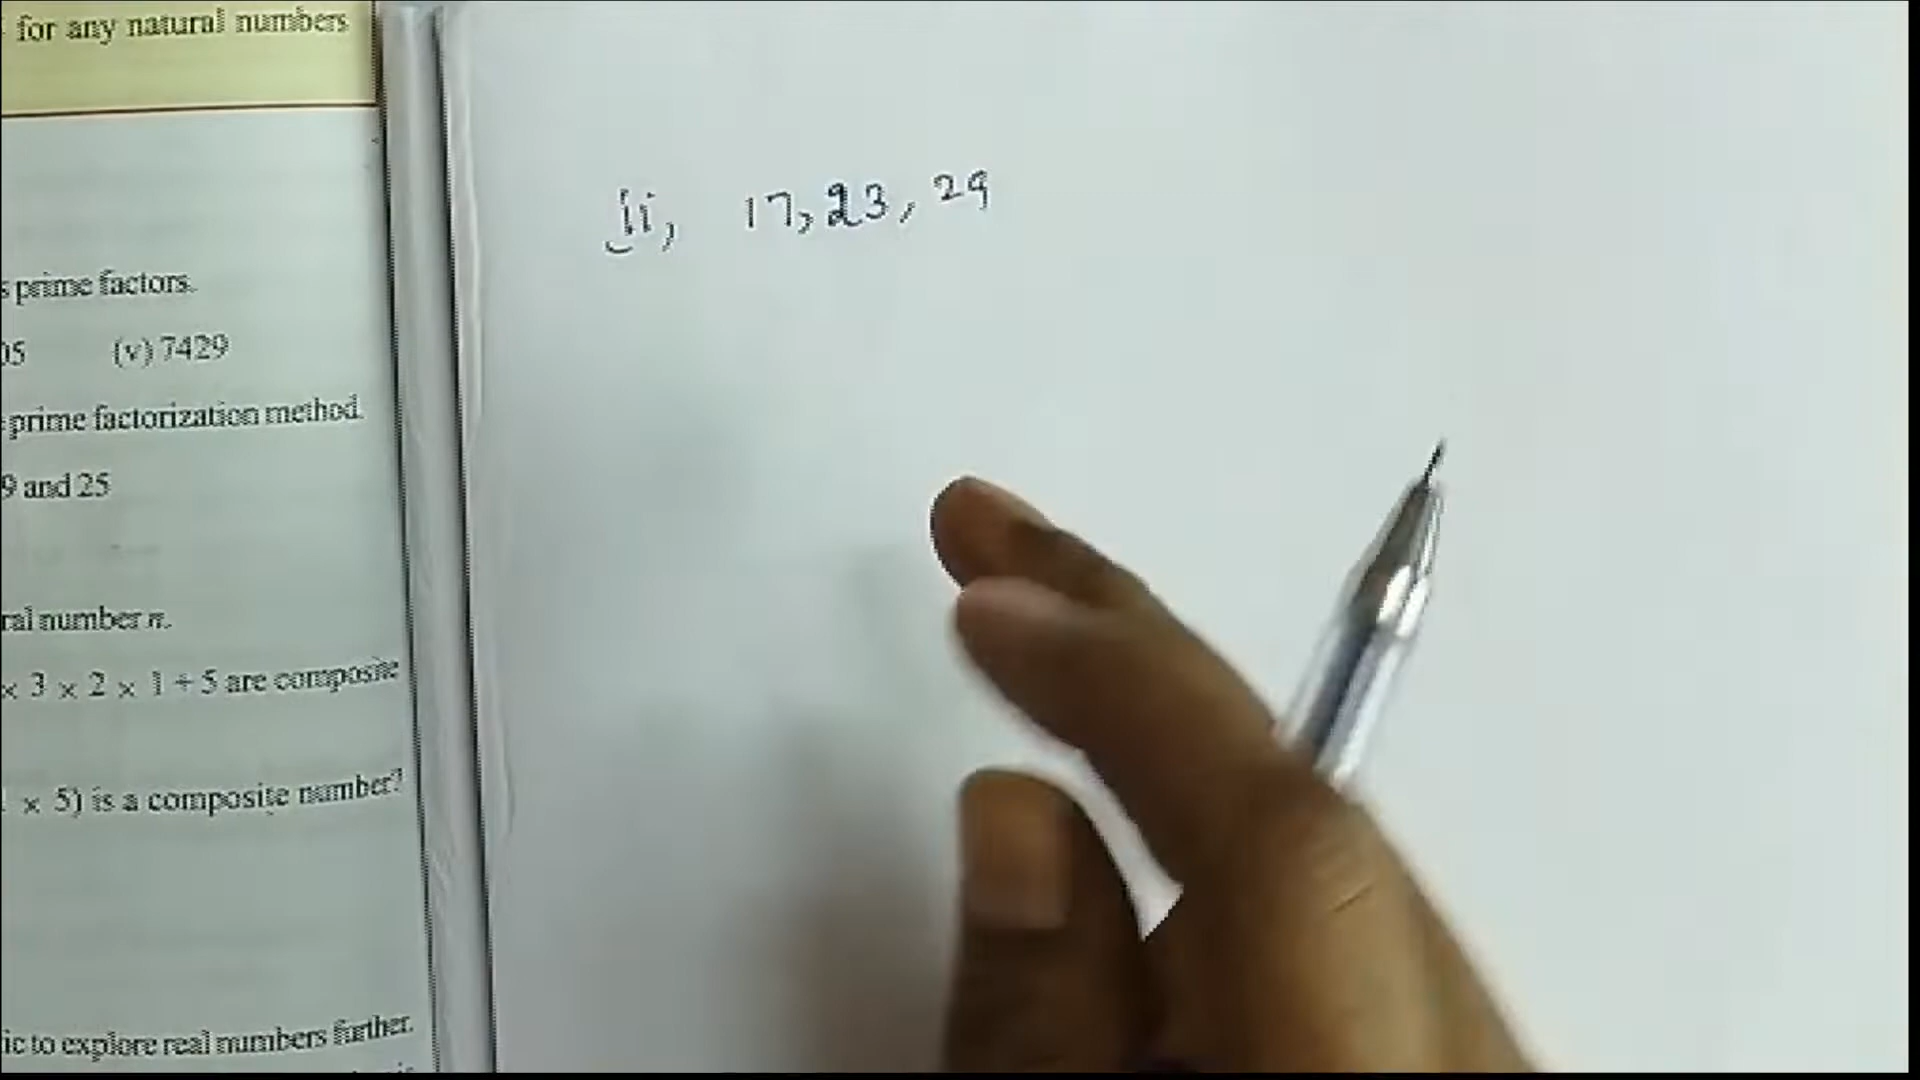 for any natural numbers
prime factors.
05 (v) 7429
prime factorization method.
9 and 25
ral number n.
× 3 × 2 × 1 + 5 are composite
× 5) is a composite number?
ic to explore real numbers further.
ii, 17, 23, 29